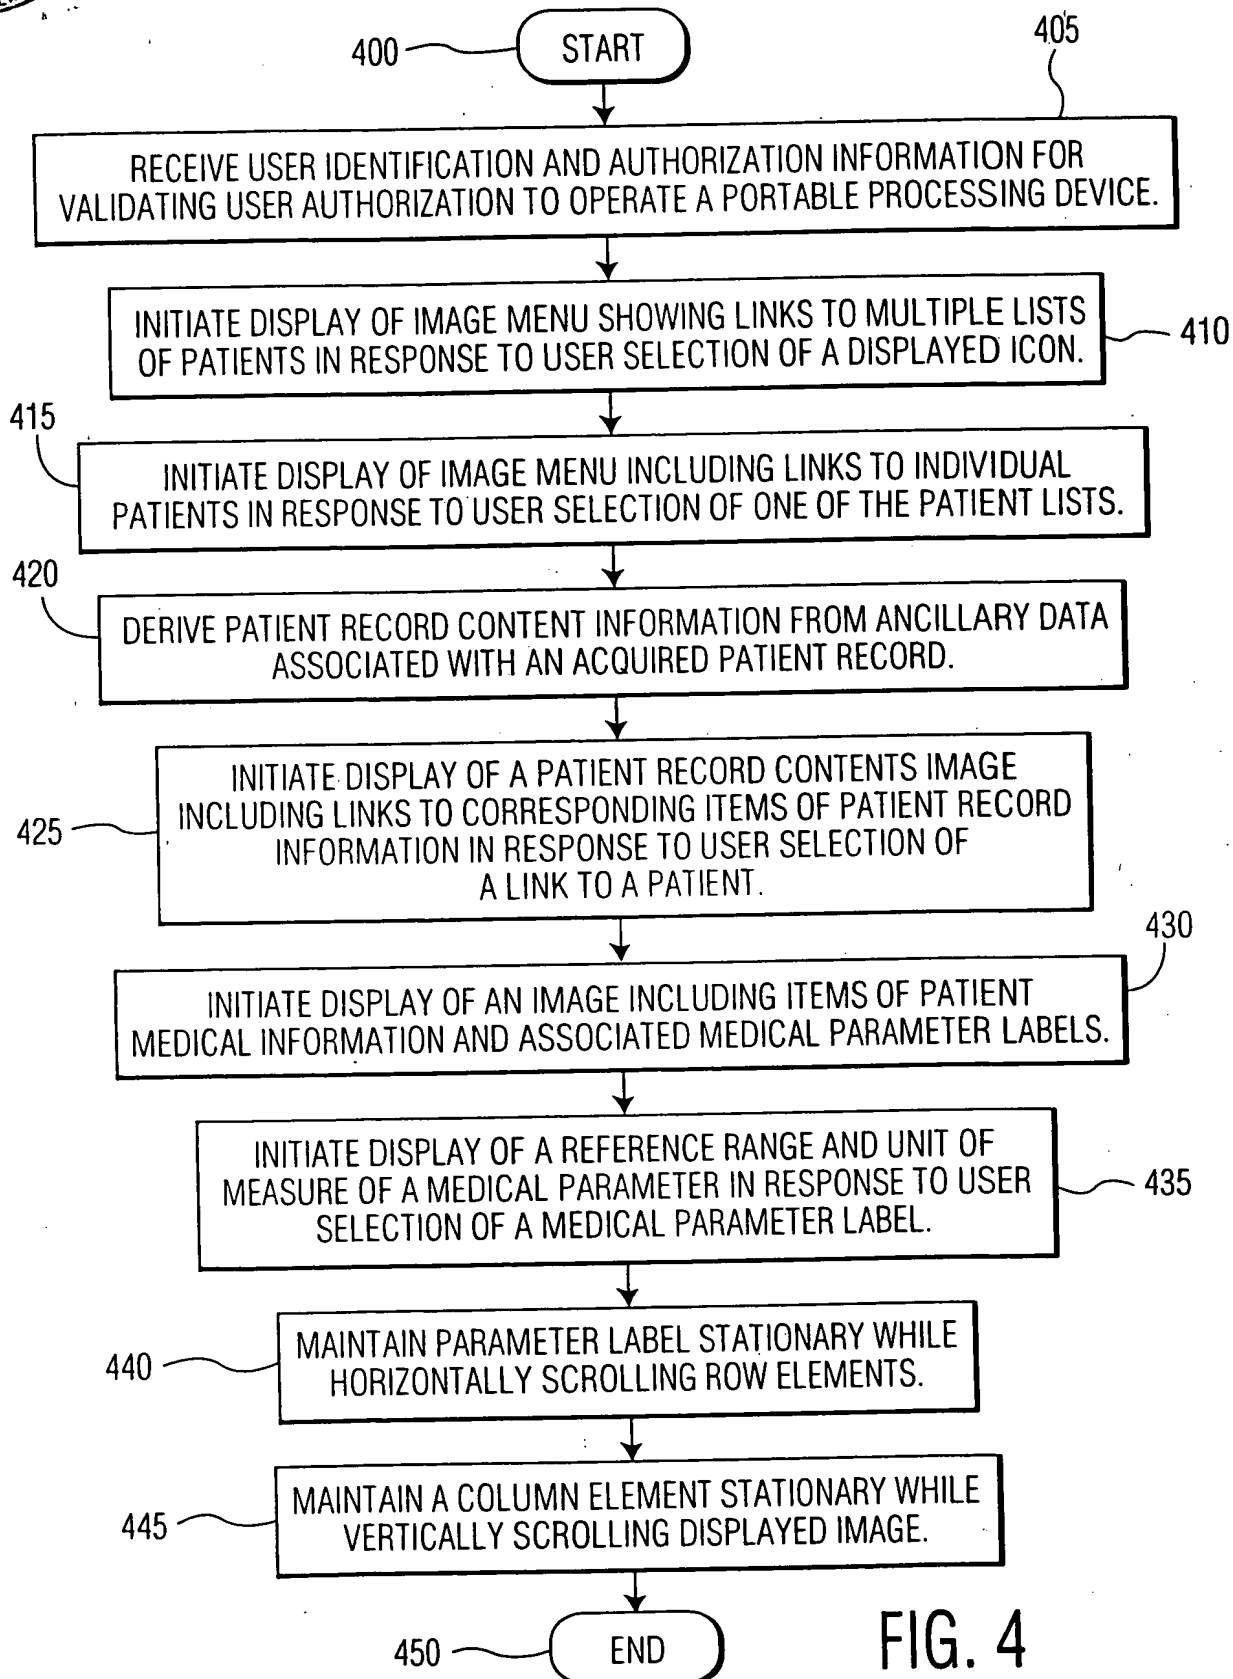 400
START
405
RECEIVE USER IDENTIFICATION AND AUTHORIZATION INFORMATION FOR
VALIDATING USER AUTHORIZATION TO OPERATE A PORTABLE PROCESSING DEVICE.
INITIATE DISPLAY OF IMAGE MENU SHOWING LINKS TO MULTIPLE LISTS
OF PATIENTS IN RESPONSE TO USER SELECTION OF A DISPLAYED ICON.
410
415
INITIATE DISPLAY OF IMAGE MENU INCLUDING LINKS TO INDIVIDUAL
PATIENTS IN RESPONSE TO USER SELECTION OF ONE OF THE PATIENT LISTS.
420
DERIVE PATIENT RECORD CONTENT INFORMATION FROM ANCILLARY DATA
ASSOCIATED WITH AN ACQUIRED PATIENT RECORD.
425
INITIATE DISPLAY OF A PATIENT RECORD CONTENTS IMAGE
INCLUDING LINKS TO CORRESPONDING ITEMS OF PATIENT RECORD
INFORMATION IN RESPONSE TO USER SELECTION OF
A LINK TO A PATIENT.
430
INITIATE DISPLAY OF AN IMAGE INCLUDING ITEMS OF PATIENT
MEDICAL INFORMATION AND ASSOCIATED MEDICAL PARAMETER LABELS.
INITIATE DISPLAY OF A REFERENCE RANGE AND UNIT OF
MEASURE OF A MEDICAL PARAMETER IN RESPONSE TO USER
SELECTION OF A MEDICAL PARAMETER LABEL.
435
440
MAINTAIN PARAMETER LABEL STATIONARY WHILE
HORIZONTALLY SCROLLING ROW ELEMENTS.
445
MAINTAIN A COLUMN ELEMENT STATIONARY WHILE
VERTICALLY SCROLLING DISPLAYED IMAGE.
450
END
FIG. 4